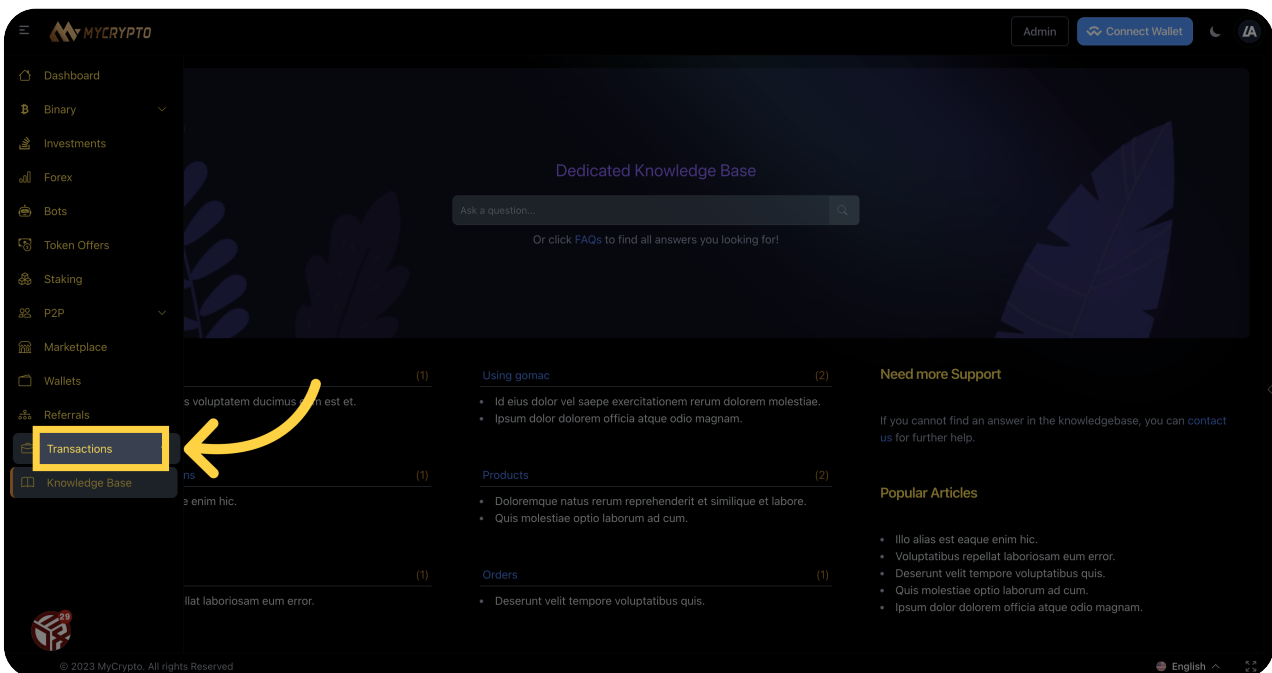 MYCRYPTO
Admin
Connect Wallet
Dashboard
Binary
Investments
Forex
Bots
Token Offers
Staking
P2P
Marketplace
Wallets
Referrals
Transactions
Knowledge Base
29
Dedicated Knowledge Base
Ask a question...
Or click FAQs to find all answers you looking for!
(1)
s voluptatem ducimus est et.
(1)
enim hic.
(1)
llat laboriosam eum error.
Using gomac (2)
Id eius dolor vel saepe exercitationem rerum dolorem molestiae.
Ipsum dolor dolorem officia atque odio magnam.
Products (2)
Doloremque natus rerum reprehenderit et similique et labore.
Quis molestiae optio laborum ad cum.
Orders (1)
Deserunt velit tempore voluptatibus quis.
Need more Support
If you cannot find an answer in the knowledgebase, you can contact
us for further help.
Popular Articles
Illo alias est eaque enim hic.
Voluptatibus repellat laboriosam eum error.
Deserunt velit tempore voluptatibus quis.
Quis molestiae optio laborum ad cum.
Ipsum dolor dolorem officia atque odio magnam.
© 2023 MyCrypto. All rights Reserved
English